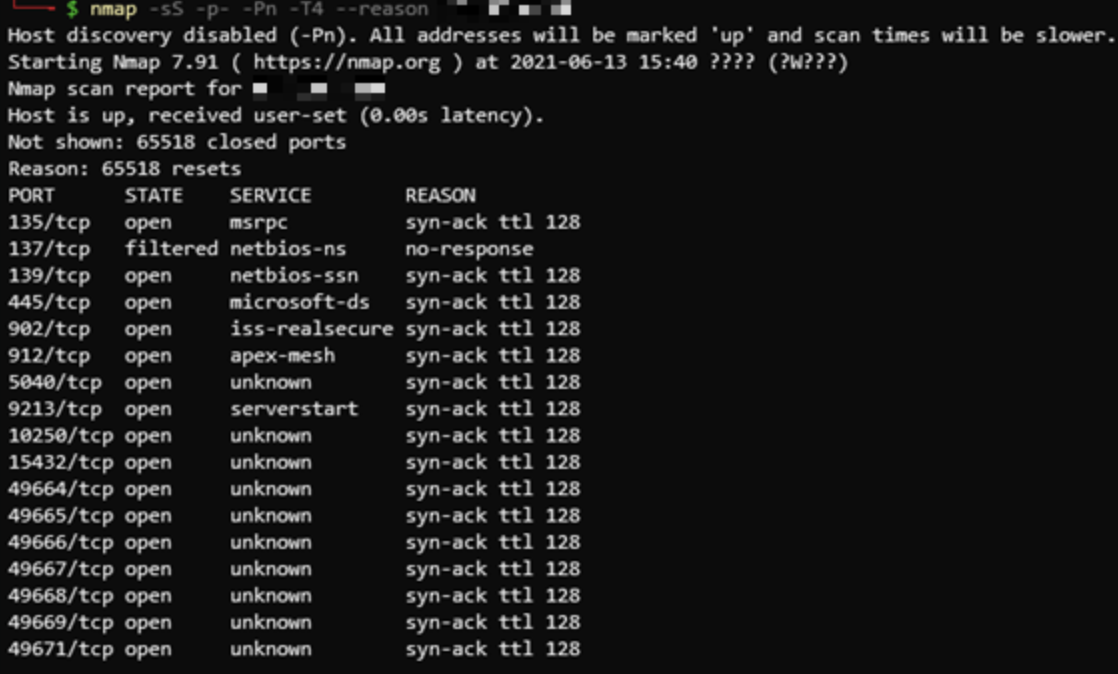 $ nmap -sS -p- -Pn -T4 --reason
Host discovery disabled (-Pn). All addresses will be marked 'up' and scan times will be slower.
Starting Nmap 7.91 ( https://nmap.org ) at 2021-06-13 15:40 ???? (?W???)
Nmap scan report for
Host is up, received user-set (0.00s latency).
Not shown: 65518 closed ports
Reason: 65518 resets
PORT STATE SERVICE REASON
135/tcp open msrpc syn-ack ttl 128
137/tcp filtered netbios-ns no-response
139/tcp open netbios-ssn syn-ack ttl 128
445/tcp open microsoft-ds syn-ack ttl 128
902/tcp open iss-realsecure syn-ack ttl 128
912/tcp open apex-mesh syn-ack ttl 128
5040/tcp open unknown syn-ack ttl 128
9213/tcp open serverstart syn-ack ttl 128
10250/tcp open unknown syn-ack ttl 128
15432/tcp open unknown syn-ack ttl 128
49664/tcp open unknown syn-ack ttl 128
49665/tcp open unknown syn-ack ttl 128
49666/tcp open unknown syn-ack ttl 128
49667/tcp open unknown syn-ack ttl 128
49668/tcp open unknown syn-ack ttl 128
49669/tcp open unknown syn-ack ttl 128
49671/tcp open unknown syn-ack ttl 128